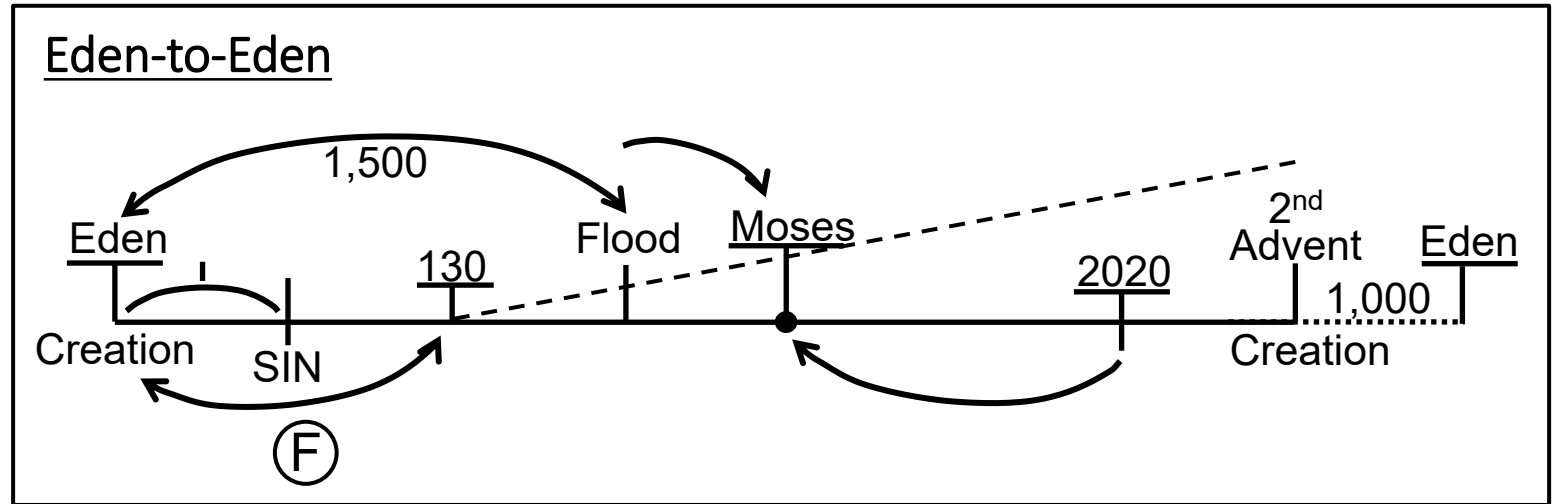 Eden-to-Eden
1,500
Eden
Flood
Moses
2nd
Advent
Eden
130
2020
1,000
Creation
SIN
Creation
F